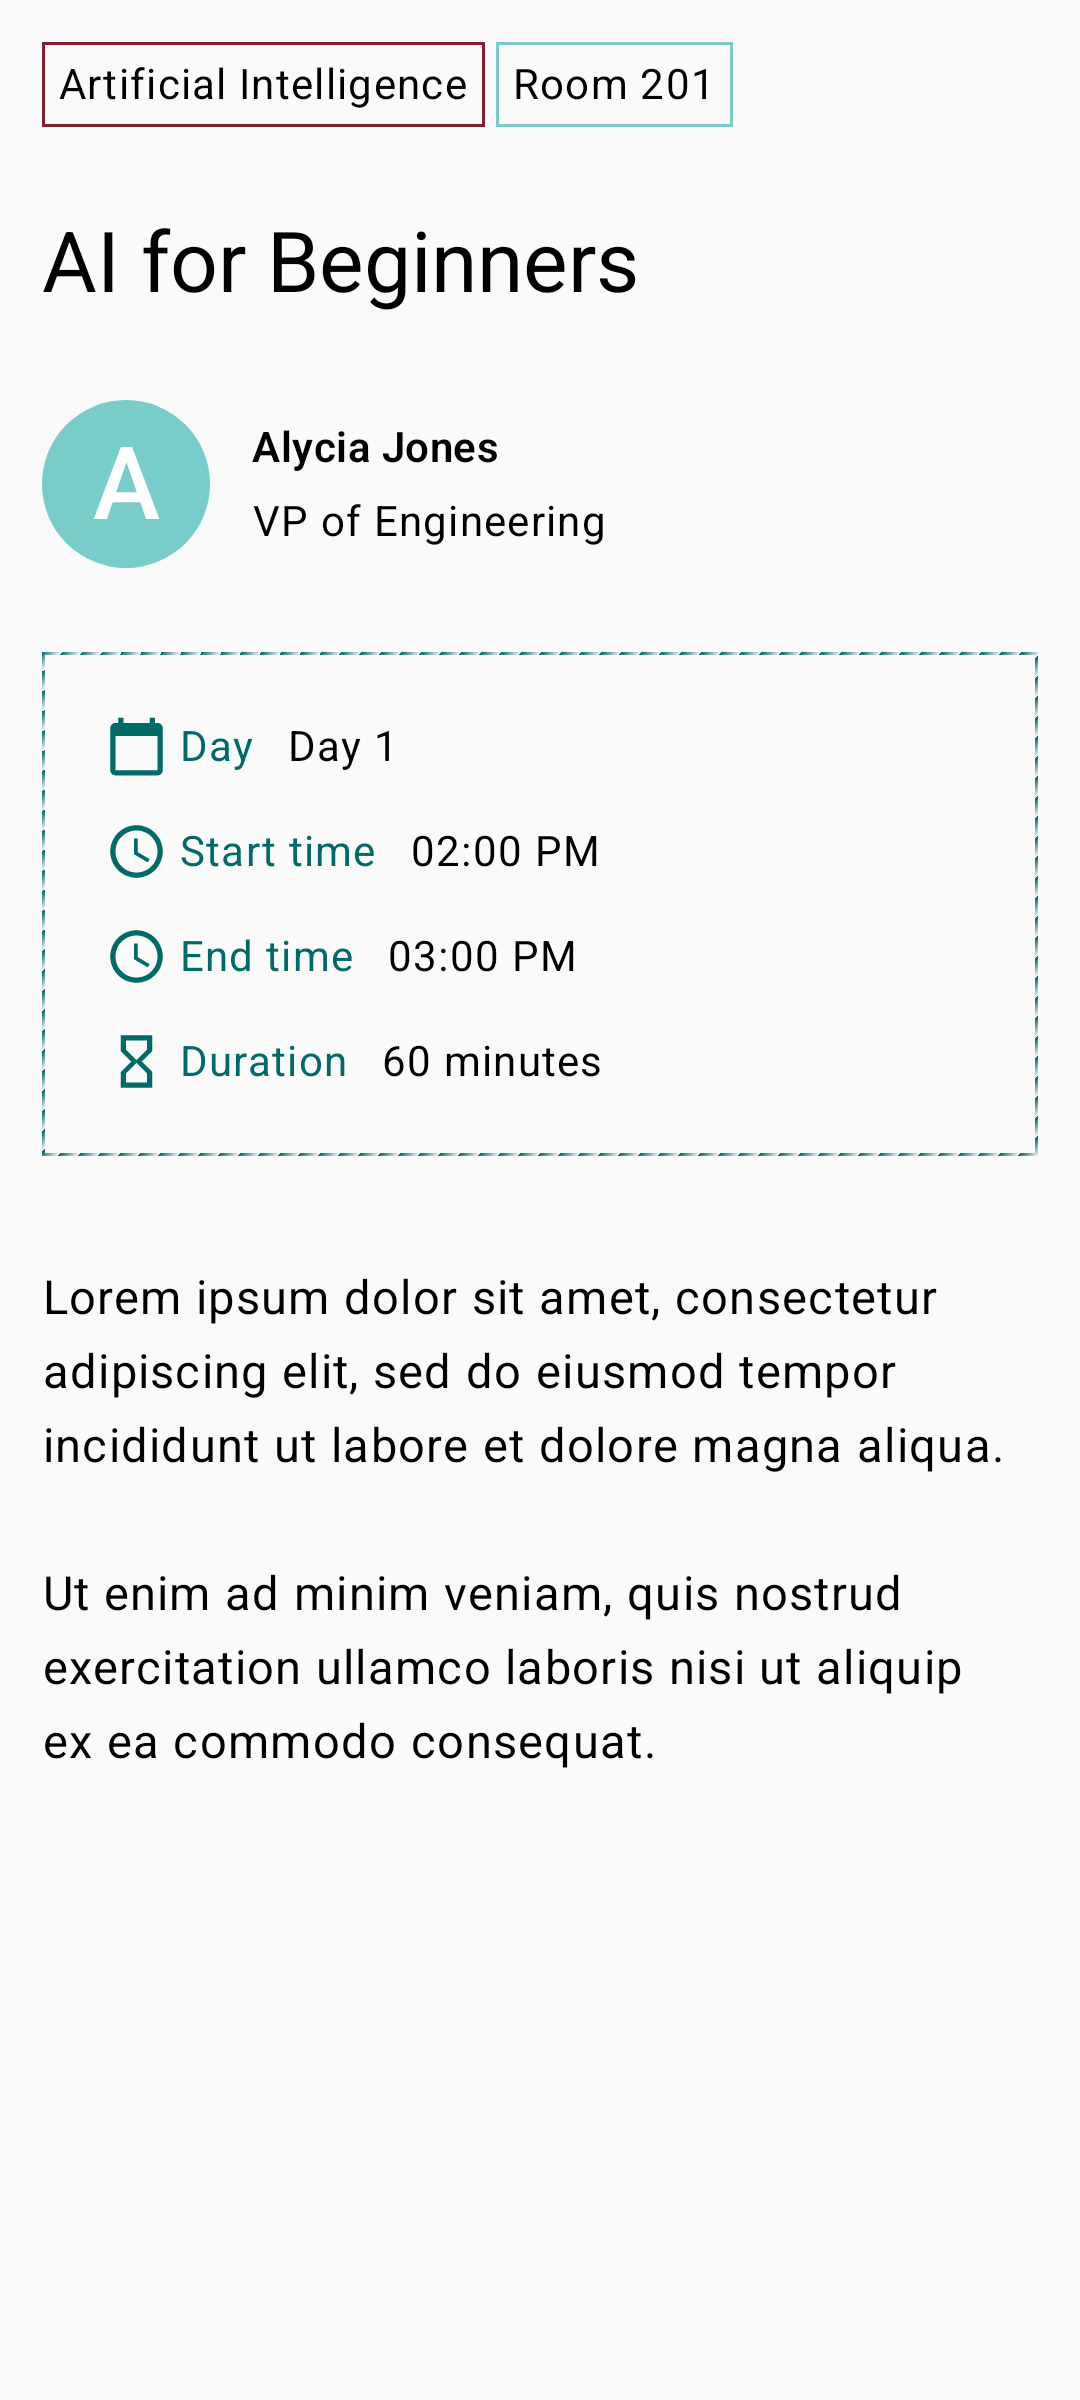 Artificial Intelligence Room 201
AI for Beginners
A
Alycia Jones
VP of Engineering
Day Day 1
Start time 02:00 PM
End time 03:00 PM
Duration 60 minutes
Lorem ipsum dolor sit amet, consectetur
adipiscing elit, sed do eiusmod tempor
incididunt ut labore et dolore magna aliqua.
Ut enim ad minim veniam, quis nostrud
exercitation ullamco laboris nisi ut aliquip
ex ea commodo consequat.